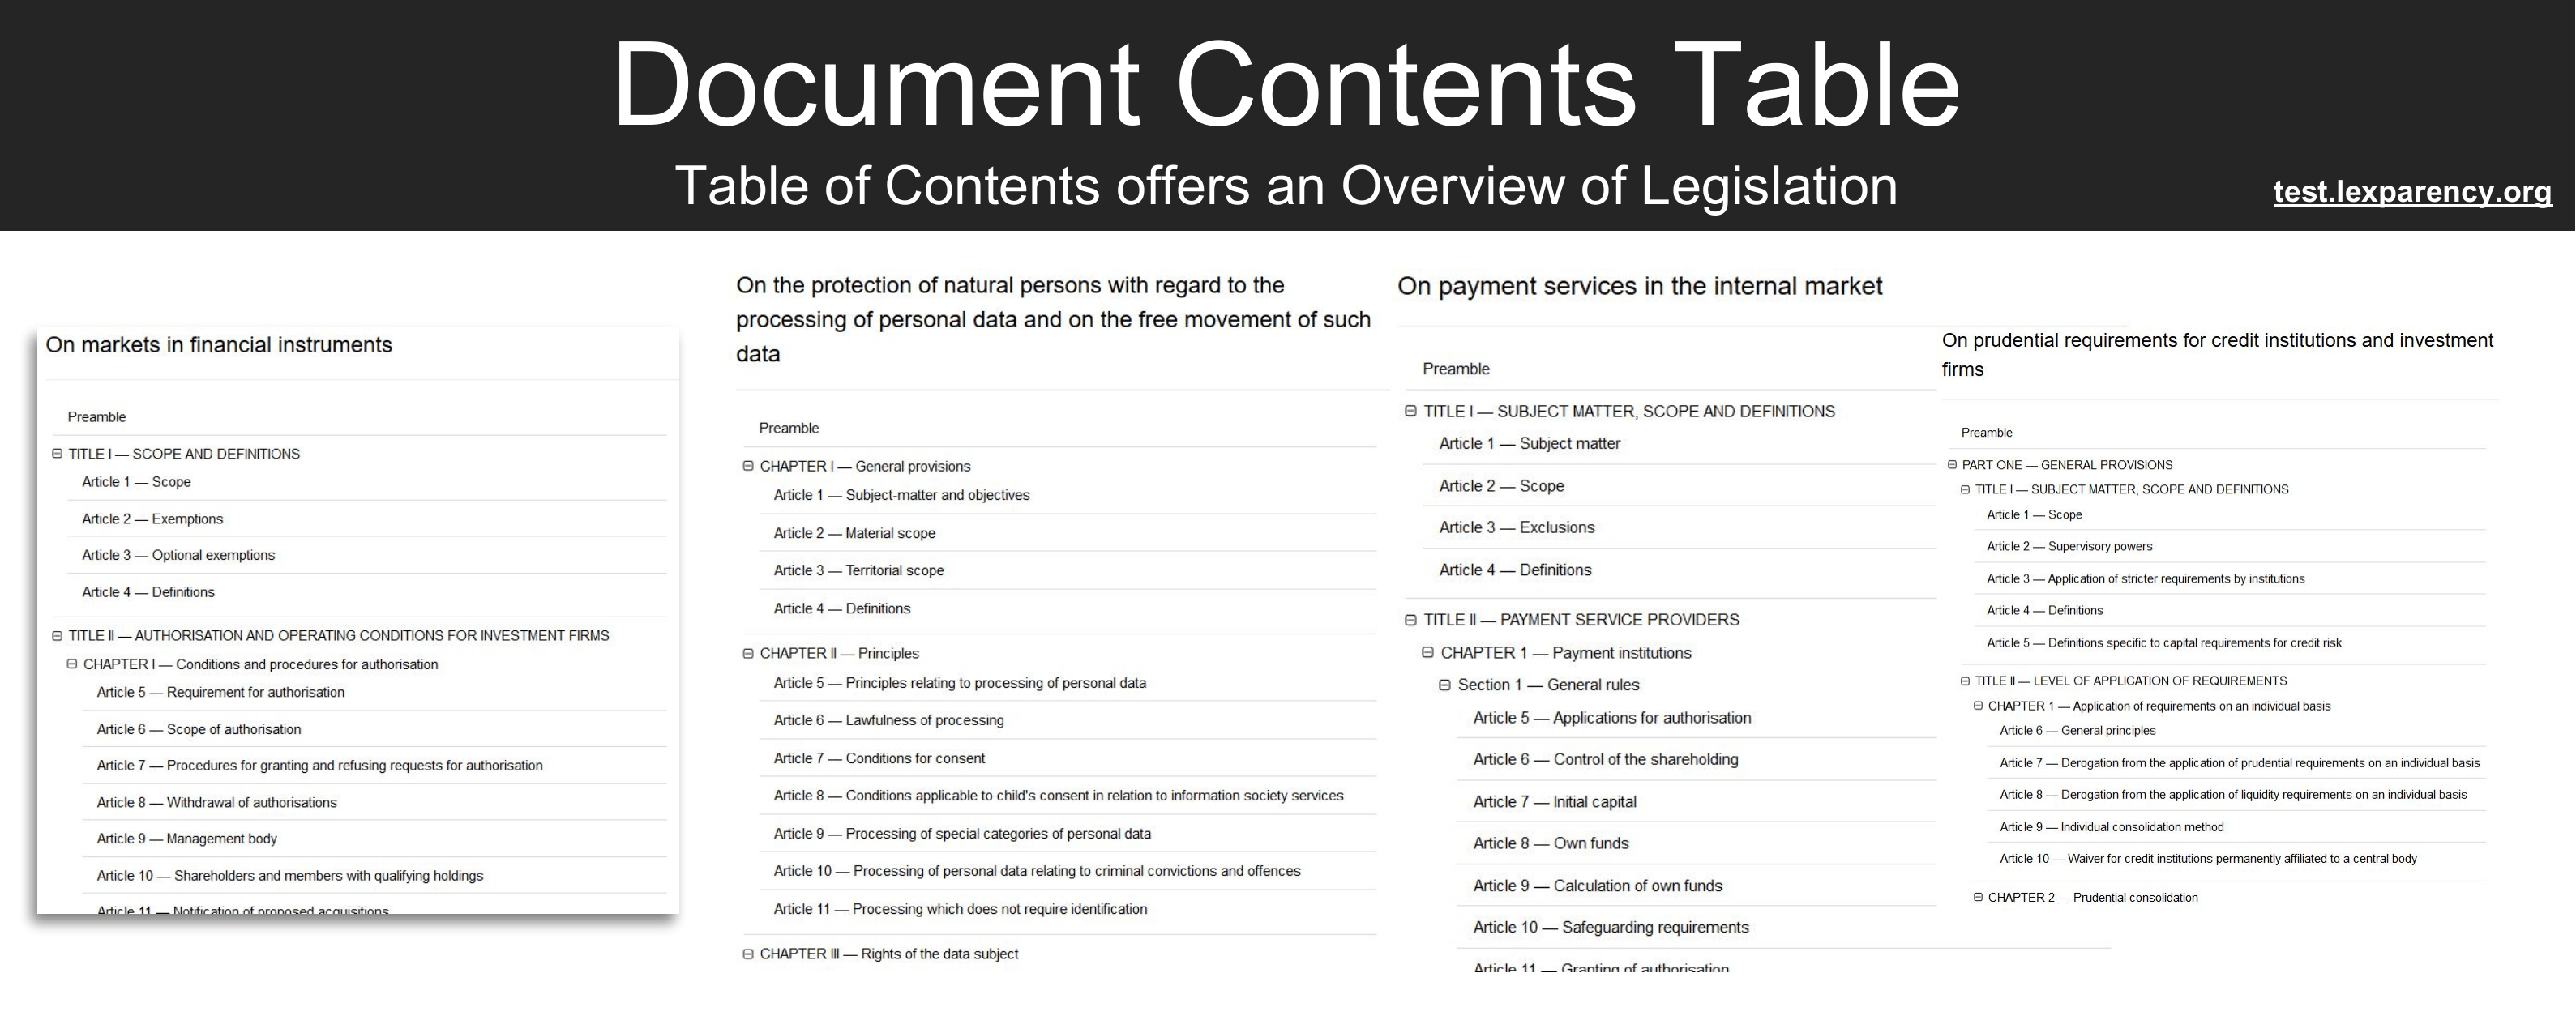 Document Contents Table
Table of Contents offers an Overview of Legislation
test.lexparency.org
On markets in financial instruments
Preamble
TITLE I — SCOPE AND DEFINITIONS
Article 1 — Scope
Article 2 — Exemptions
Article 3 — Optional exemptions
Article 4 — Definitions
TITLE II — AUTHORISATION AND OPERATING CONDITIONS FOR INVESTMENT FIRMS
CHAPTER I — Conditions and procedures for authorisation
Article 5 — Requirement for authorisation
Article 6 — Scope of authorisation
Article 7 — Procedures for granting and refusing requests for authorisation
Article 8 — Withdrawal of authorisations
Article 9 — Management body
Article 10 — Shareholders and members with qualifying holdings
Article 11 — Notification of proposed acquisitions
On the protection of natural persons with regard to the
processing of personal data and on the free movement of such
data
Preamble
CHAPTER I — General provisions
Article 1 — Subject-matter and objectives
Article 2 — Material scope
Article 3 — Territorial scope
Article 4 — Definitions
CHAPTER II — Principles
Article 5 — Principles relating to processing of personal data
Article 6 — Lawfulness of processing
Article 7 — Conditions for consent
Article 8 — Conditions applicable to child's consent in relation to information society services
Article 9 — Processing of special categories of personal data
Article 10 — Processing of personal data relating to criminal convictions and offences
Article 11 — Processing which does not require identification
CHAPTER III — Rights of the data subject
On payment services in the internal market
Preamble
TITLE I — SUBJECT MATTER, SCOPE AND DEFINITIONS
Article 1 — Subject matter
Article 2 — Scope
Article 3 — Exclusions
Article 4 — Definitions
TITLE II — PAYMENT SERVICE PROVIDERS
CHAPTER 1 — Payment institutions
Section 1 — General rules
Article 5 — Applications for authorisation
Article 6 — Control of the shareholding
Article 7 — Initial capital
Article 8 — Own funds
Article 9 — Calculation of own funds
Article 10 — Safeguarding requirements
Article 11 — Granting of authorisation
On prudential requirements for credit institutions and investment
firms
Preamble
PART ONE — GENERAL PROVISIONS
TITLE I — SUBJECT MATTER, SCOPE AND DEFINITIONS
Article 1 — Scope
Article 2 — Supervisory powers
Article 3 — Application of stricter requirements by institutions
Article 4 — Definitions
Article 5 — Definitions specific to capital requirements for credit risk
TITLE II — LEVEL OF APPLICATION OF REQUIREMENTS
CHAPTER 1 — Application of requirements on an individual basis
Article 6 — General principles
Article 7 — Derogation from the application of prudential requirements on an individual basis
Article 8 — Derogation from the application of liquidity requirements on an individual basis
Article 9 — Individual consolidation method
Article 10 — Waiver for credit institutions permanently affiliated to a central body
CHAPTER 2 — Prudential consolidation